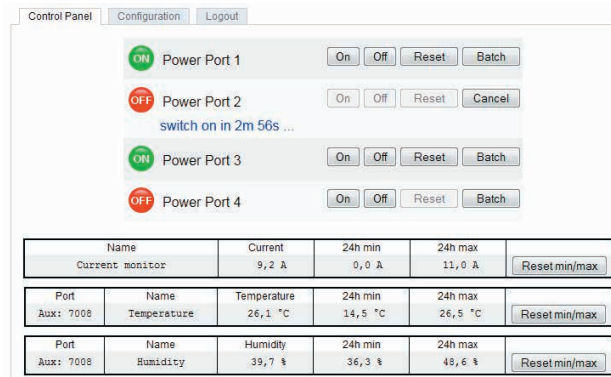 Control Panel Configuration Logout
ON Power Port 1 On Off Reset Batch
OFF Power Port 2 On Off Reset Cancel
switch on in 2m 56s ...
ON Power Port 3 On Off Reset Batch
OFF Power Port 4 On Off Reset Batch
Name Current 24h min 24h max
Current monitor 9,2 A 0,0 A 11,0 A Reset min/max
Port Name Temperature 24h min 24h max
Aux: 7008 Temperature 26,1 °C 14,5 °C 26,5 °C Reset min/max
Port Name Humidity 24h min 24h max
Aux: 7008 Humidity 39,7 % 36,3 % 48,6 % Reset min/max